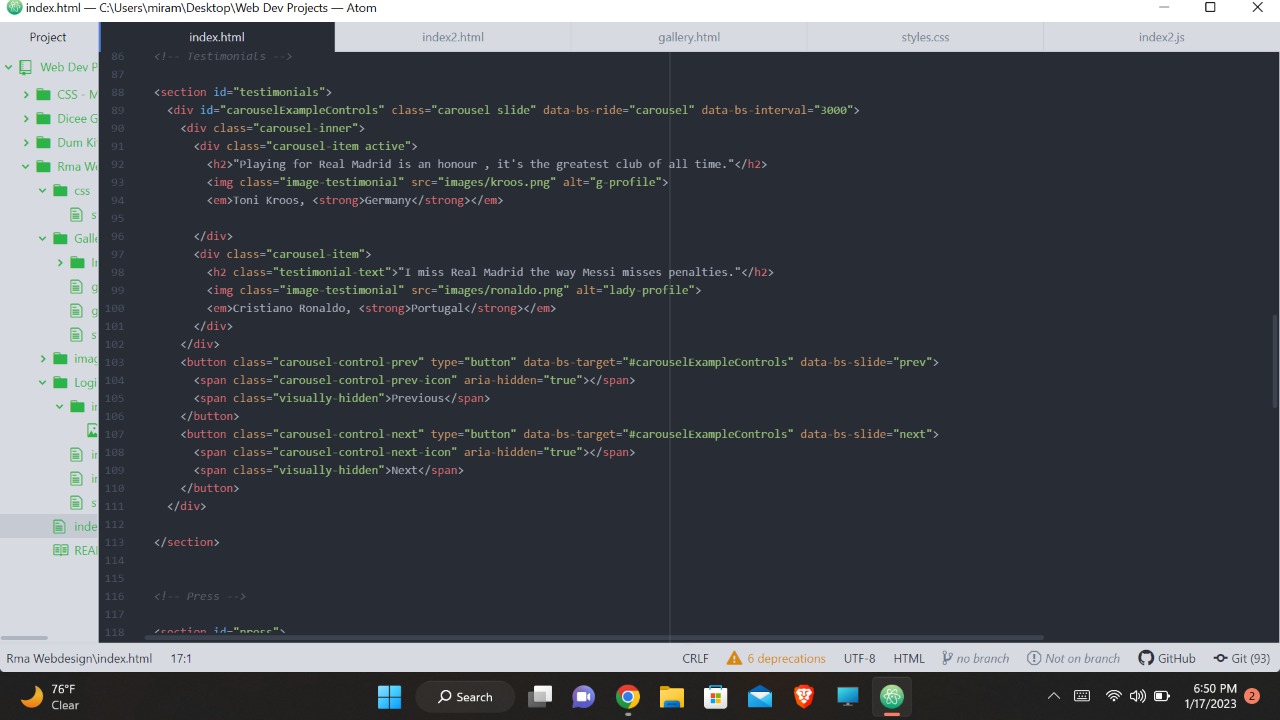 index.html — C:\Users\miram\Desktop\Web Dev Projects — Atom
Project
index.html
index2.html
gallery.html
styles.css
index2.js
Web Dev P
CSS - M
Dicee G
Dum Ki
Rma We
css
s
Galle
Ir
g
g
s
imag
Logi
ir
ir
ir
s
inde
REA
86 <!-- Testimonials -->
87
88 <section id="testimonials">
89 <div id="carouselExampleControls" class="carousel slide" data-bs-ride="carousel" data-bs-interval="3000">
90 <div class="carousel-inner">
91 <div class="carousel-item active">
92 <h2>"Playing for Real Madrid is an honour , it's the greatest club of all time."</h2>
93 <img class="image-testimonial" src="images/kroos.png" alt="g-profile">
94 <em>Toni Kroos, <strong>Germany</strong></em>
95
96 </div>
97 <div class="carousel-item">
98 <h2 class="testimonial-text">"I miss Real Madrid the way Messi misses penalties."</h2>
99 <img class="image-testimonial" src="images/ronaldo.png" alt="lady-profile">
100 <em>Cristiano Ronaldo, <strong>Portugal</strong></em>
101 </div>
102 </div>
103 <button class="carousel-control-prev" type="button" data-bs-target="#carouselExampleControls" data-bs-slide="prev">
104 <span class="carousel-control-prev-icon" aria-hidden="true"></span>
105 <span class="visually-hidden">Previous</span>
106 </button>
107 <button class="carousel-control-next" type="button" data-bs-target="#carouselExampleControls" data-bs-slide="next">
108 <span class="carousel-control-next-icon" aria-hidden="true"></span>
109 <span class="visually-hidden">Next</span>
110 </button>
111 </div>
112
113 </section>
114
115
116 <!-- Press -->
117
118 <section id="press">
Rma Webdesign\index.html 17:1
CRLF 6 deprecations UTF-8 HTML no branch Not on branch GitHub Git (93)
76°F
Clear
Search
6:50 PM
1/17/2023
2